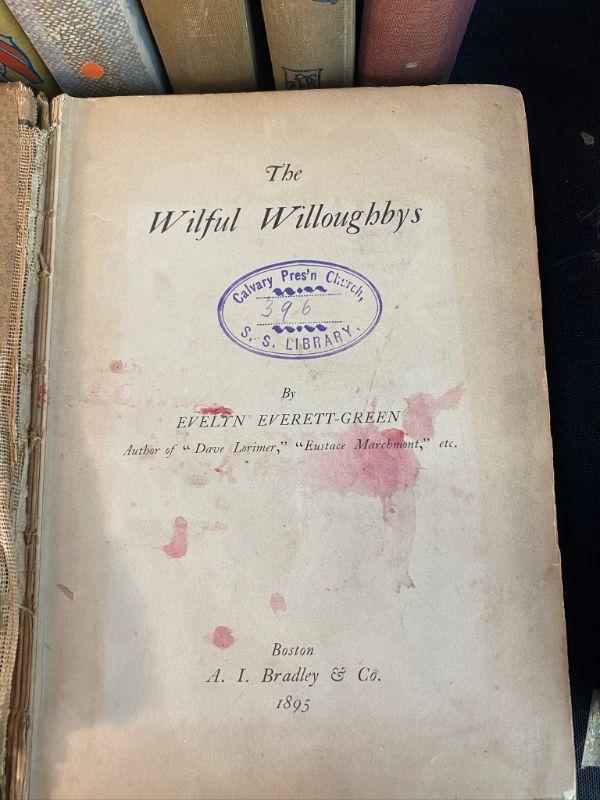 The
Wilful Willoughbys
Calvary Pres'n Church,
396
S. S. LIBRARY.
By
EVELYN EVERETT-GREEN
Author of “Dave Lorimer,” “Eustace Marchmont,” etc.
Boston
A. I. Bradley & Co.
1895